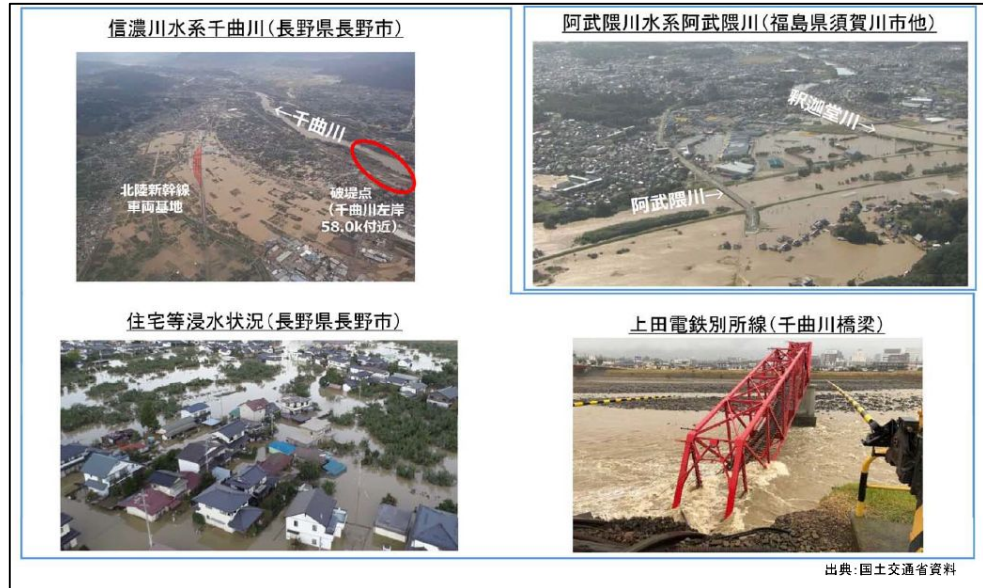 信濃川水系千曲川(長野県長野市)
←千曲川
北陸新幹線
車両基地
破堤点
(千曲川左岸
58.0k付近)
阿武隈川水系阿武隈川(福島県須賀川市他)
釈迦堂川→
阿武隈川→
住宅等浸水状況(長野県長野市)
上田電鉄別所線(千曲川橋梁)
出典:国土交通省資料